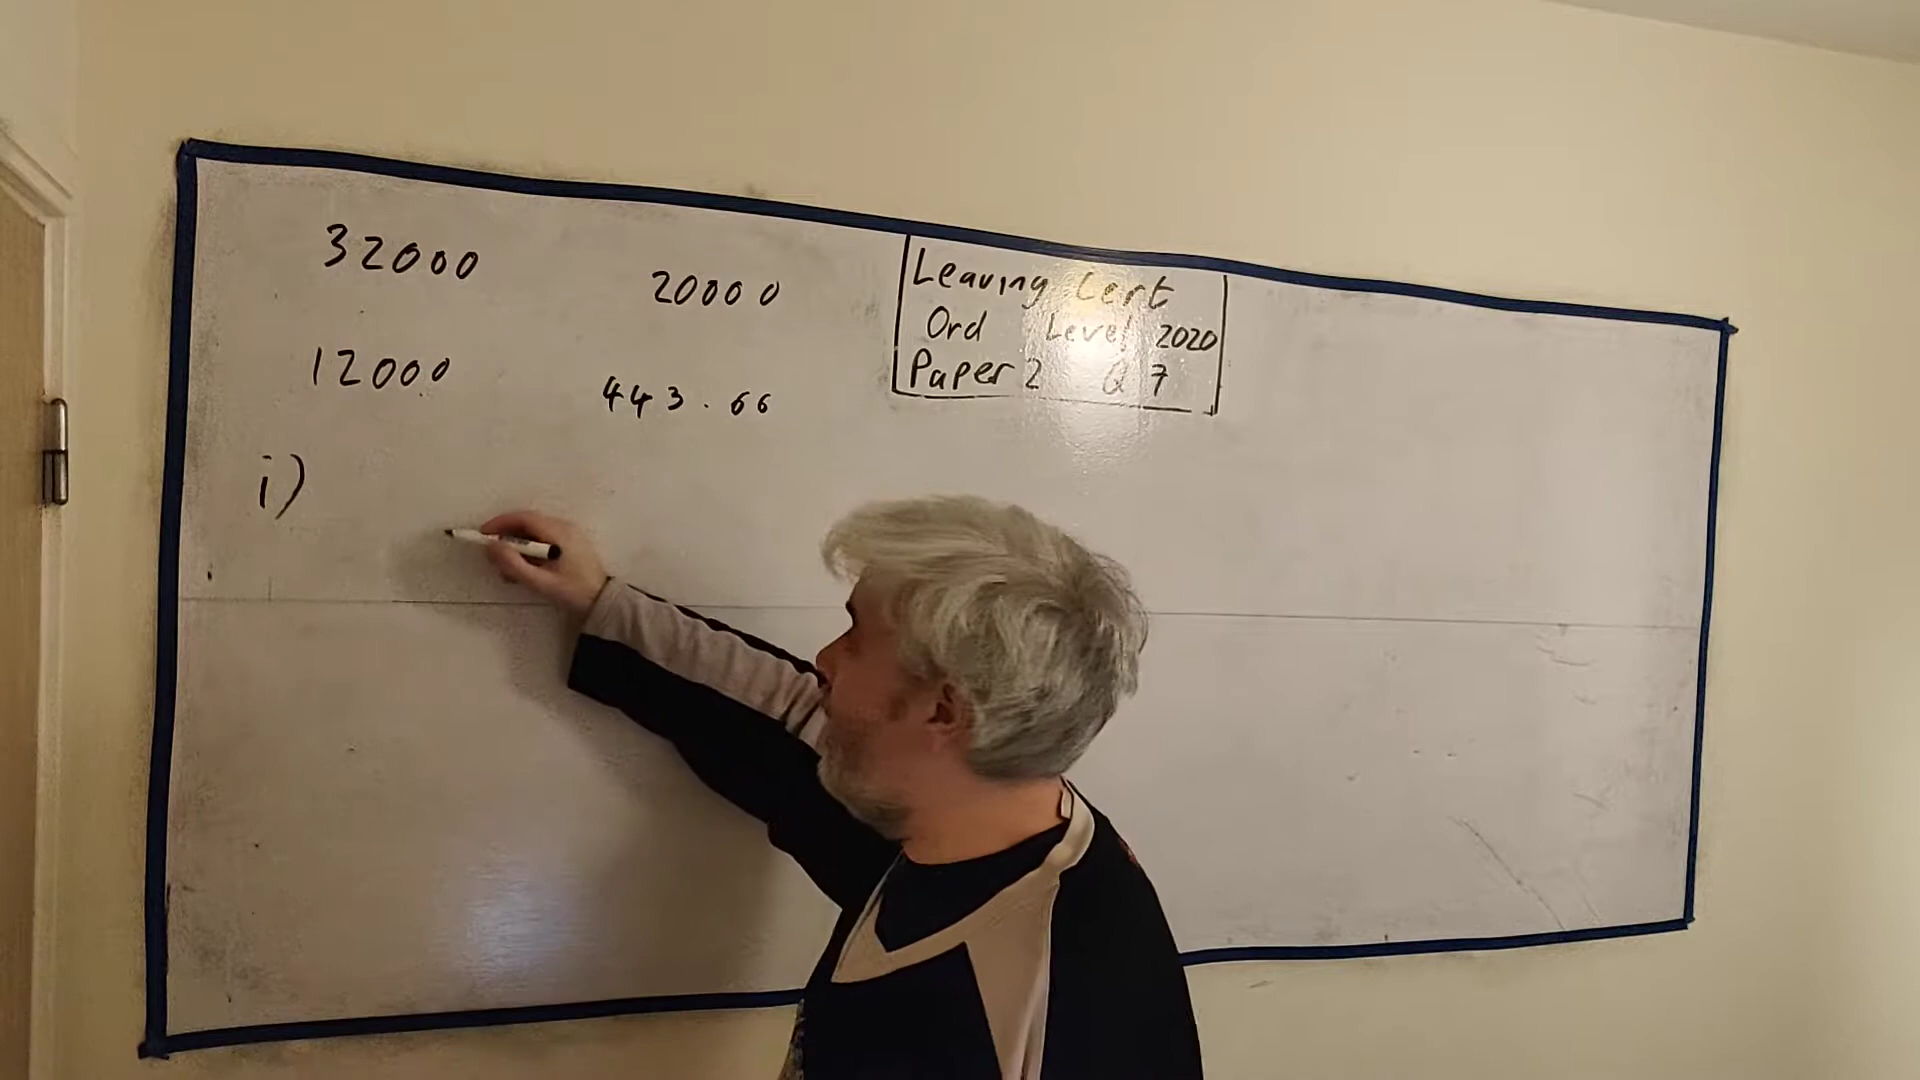 32000
20000
12000
443.66
i)
Leaving Cert
Ord Level 2020
Paper 2 Q 7